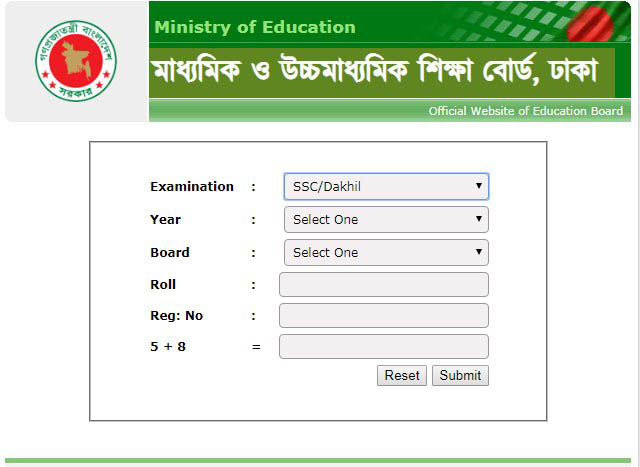 গণপ্রজাতন্ত্রী বাংলাদেশ
সরকার
Ministry of Education
মাধ্যমিক ও উচ্চমাধ্যমিক শিক্ষা বোর্ড, ঢাকা
Official Website of Education Board
Examination : SSC/Dakhil
Year : Select One
Board : Select One
Roll :
Reg: No :
5 + 8 =
Reset Submit